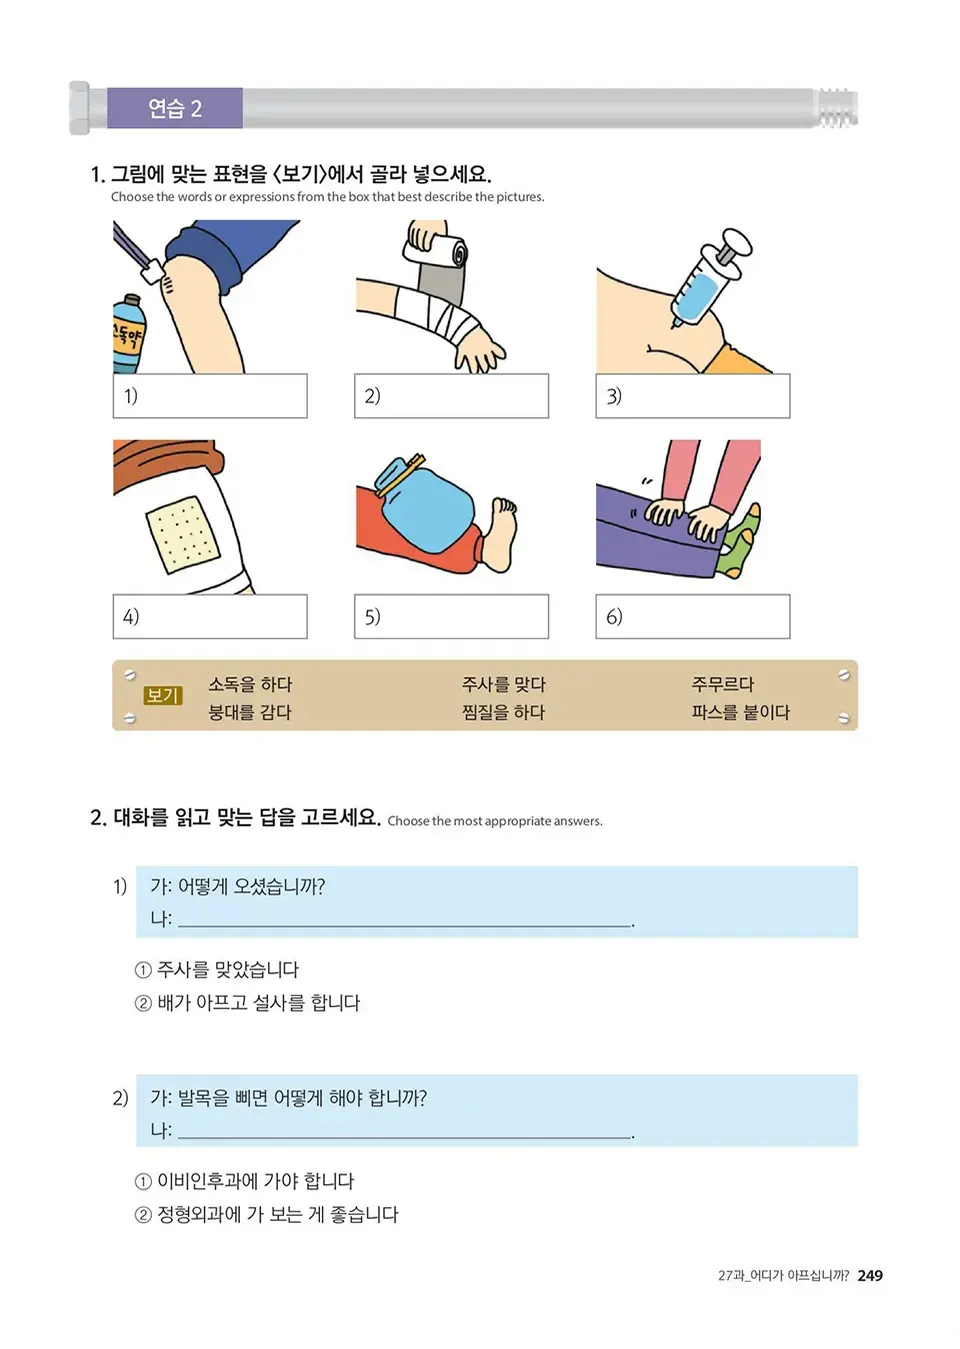 연습 2
1. 그림에 맞는 표현을 〈보기〉에서 골라 넣으세요.
Choose the words or expressions from the box that best describe the pictures.
소독약
1)
2)
3)
4)
5)
6)
보기
소독을 하다 주사를 맞다 주무르다
붕대를 감다 찜질을 하다 파스를 붙이다
2. 대화를 읽고 맞는 답을 고르세요. Choose the most appropriate answers.
1) 가: 어떻게 오셨습니까?
나: ______________________________.
① 주사를 맞았습니다
② 배가 아프고 설사를 합니다
2) 가: 발목을 삐면 어떻게 해야 합니까?
나: ______________________________.
① 이비인후과에 가야 합니다
② 정형외과에 가 보는 게 좋습니다
27과_어디가 아프십니까? 249